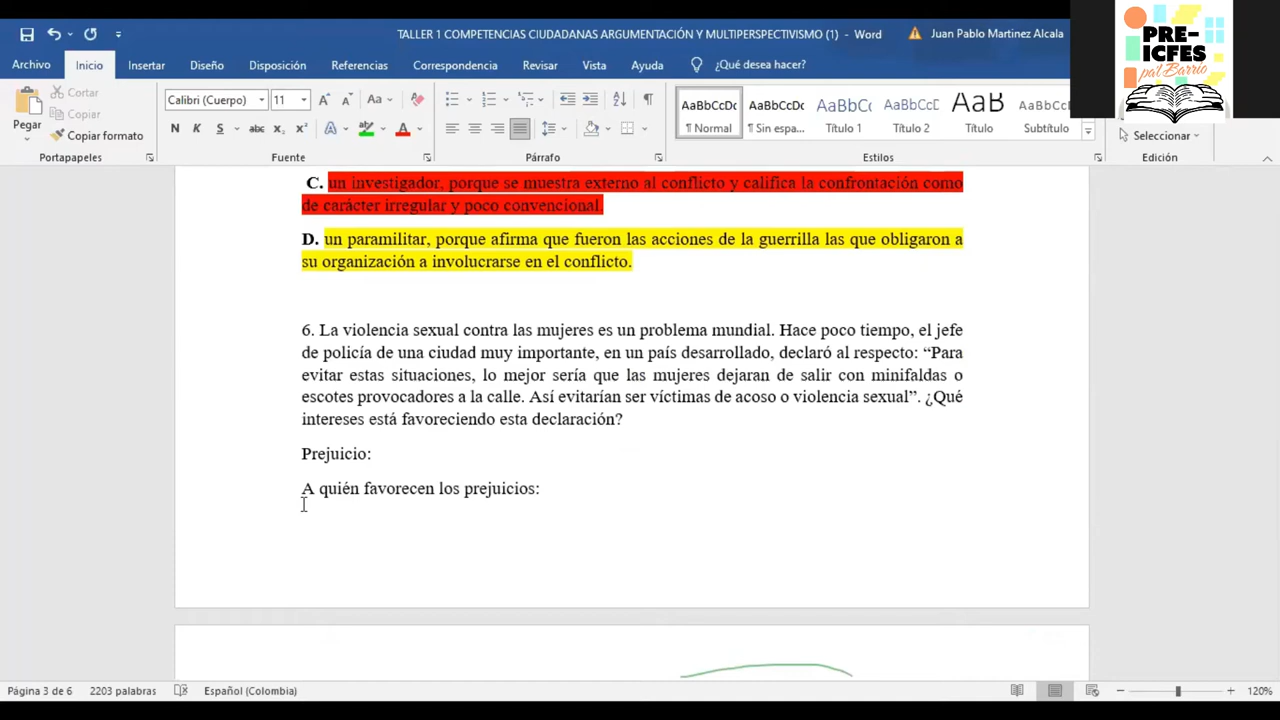 TALLER 1 COMPETENCIAS CIUDADANAS ARGUMENTACIÓN Y MULTIPERSPECTIVISMO (1) - Word
Juan Pablo Martinez Alcala
PRE-
ICFES
pal Barrio
Archivo Inicio Insertar Diseño Disposición Referencias Correspondencia Revisar Vista Ayuda ¿Qué desea hacer?
Pegar
Cortar
Copiar
Copiar formato
Portapapeles
Calibri (Cuerpo) 11
N K S abc x₂ x²
Fuente
Párrafo
AaBbCcDc
¶ Normal
AaBbCcDc
¶ Sin espa...
AaBbCcD
Título 1
AaBbCcD
Título 2
AaB
Título
AaBbCcD
Subtítulo
Estilos
Seleccionar
Edición
C. un investigador, porque se muestra externo al conflicto y califica la confrontación como
de carácter irregular y poco convencional.
D. un paramilitar, porque afirma que fueron las acciones de la guerrilla las que obligaron a
su organización a involucrarse en el conflicto.
6. La violencia sexual contra las mujeres es un problema mundial. Hace poco tiempo, el jefe
de policía de una ciudad muy importante, en un país desarrollado, declaró al respecto: “Para
evitar estas situaciones, lo mejor sería que las mujeres dejaran de salir con minifaldas o
escotes provocadores a la calle. Así evitarían ser víctimas de acoso o violencia sexual”. ¿Qué
intereses está favoreciendo esta declaración?
Prejuicio:
A quién favorecen los prejuicios:
Página 3 de 6 2203 palabras Español (Colombia) 120%